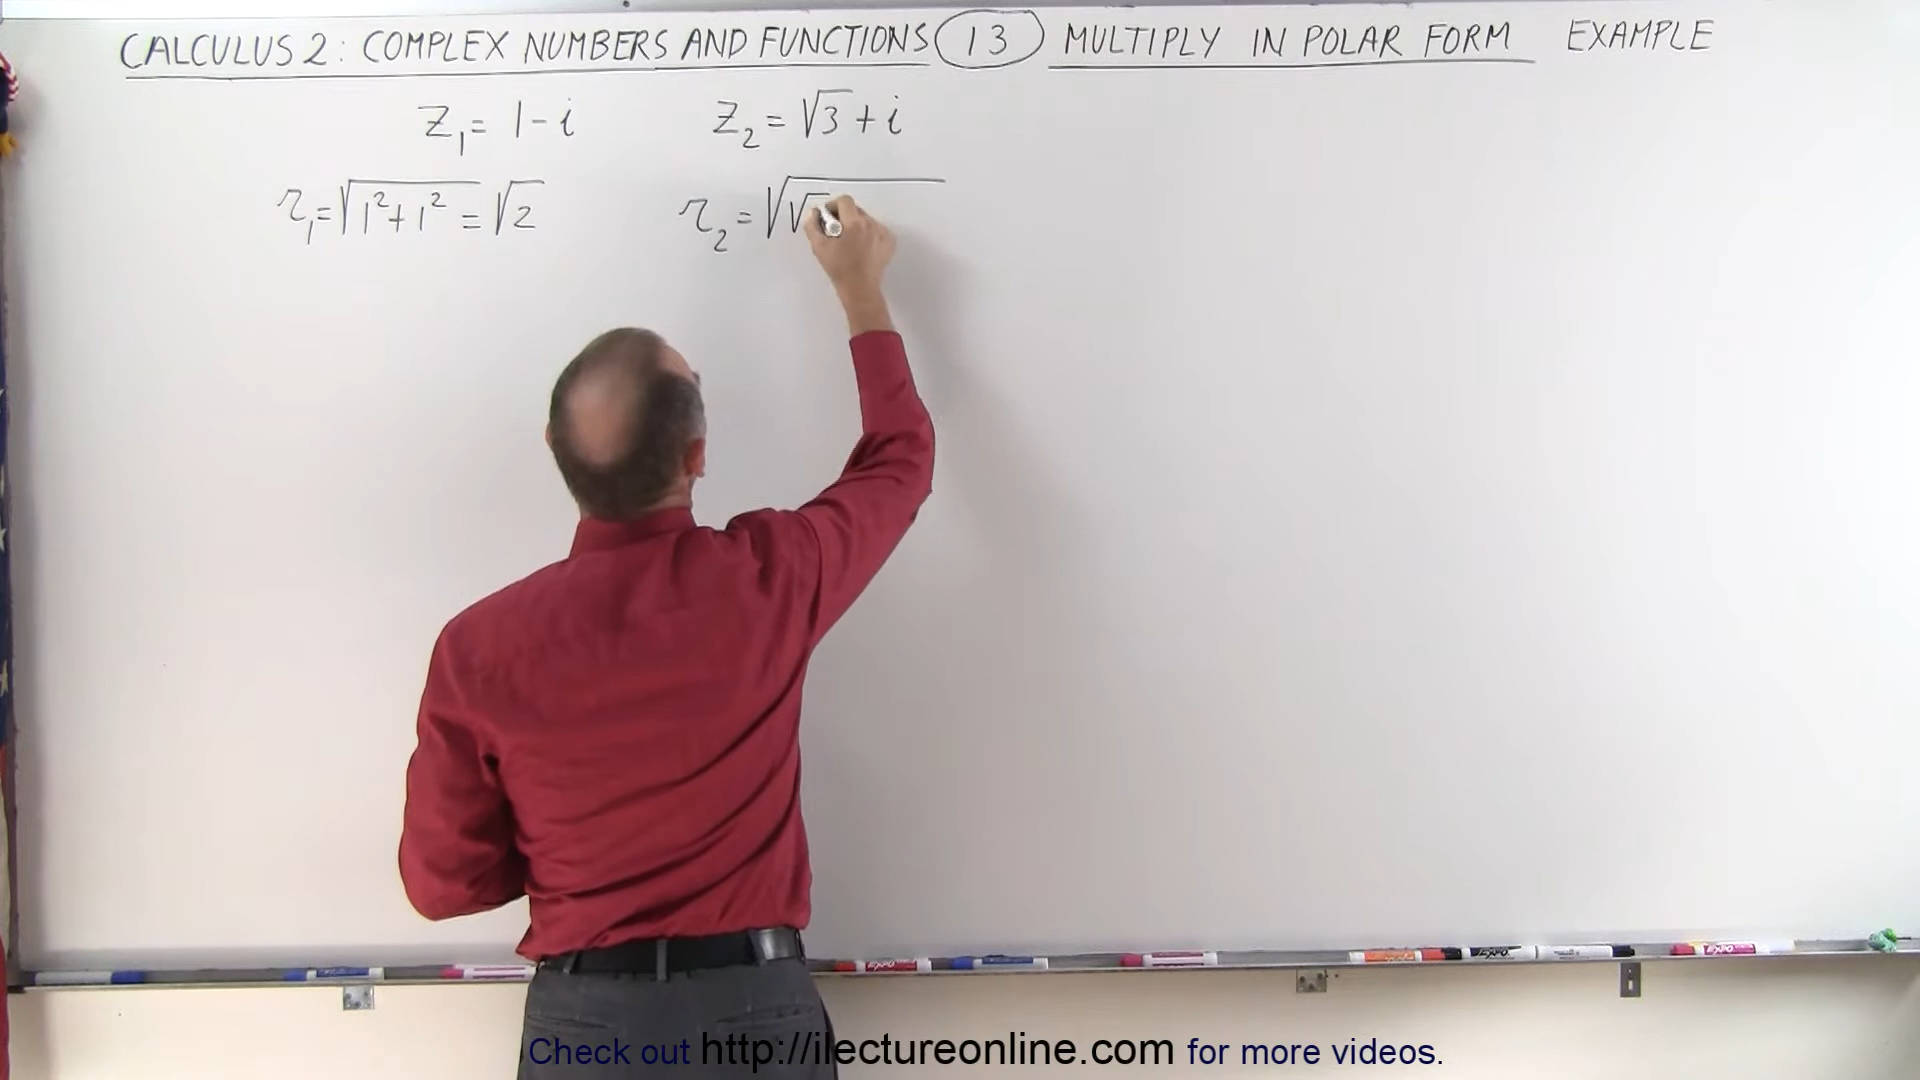 CALCULUS 2: COMPLEX NUMBERS AND FUNCTIONS 13 MULTIPLY IN POLAR FORM EXAMPLE
z₁ = 1 - i z₂ = √3 + i
r₁ = √1² + 1² = √2 r₂ = √√
EXPO
Check out http://ilectureonline.com for more videos.